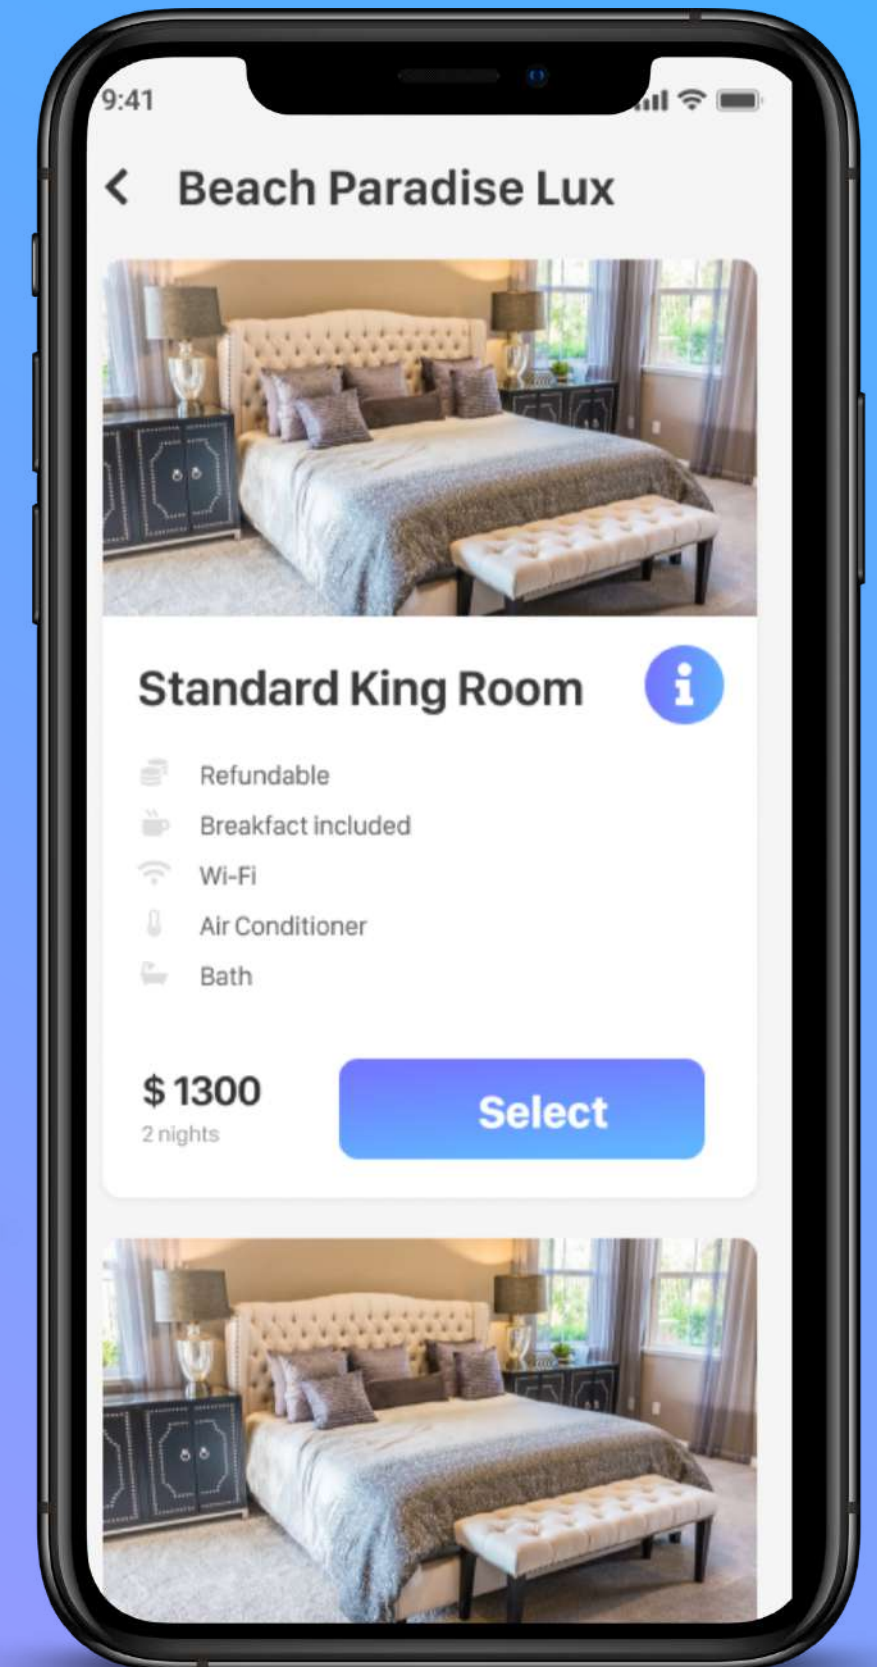 9:41
Beach Paradise Lux
Standard King Room
Refundable
Breakfact included
Wi-Fi
Air Conditioner
Bath
$ 1300
2 nights
Select